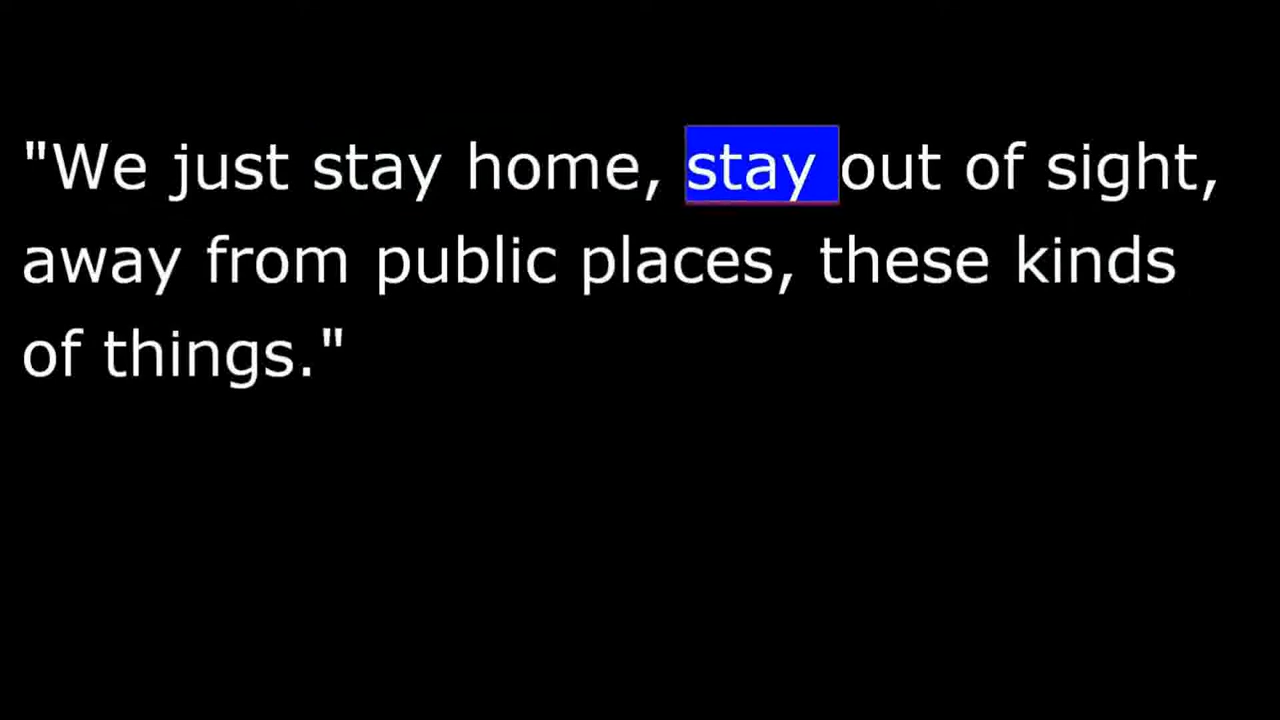 "We just stay home, stay out of sight,
away from public places, these kinds
of things."